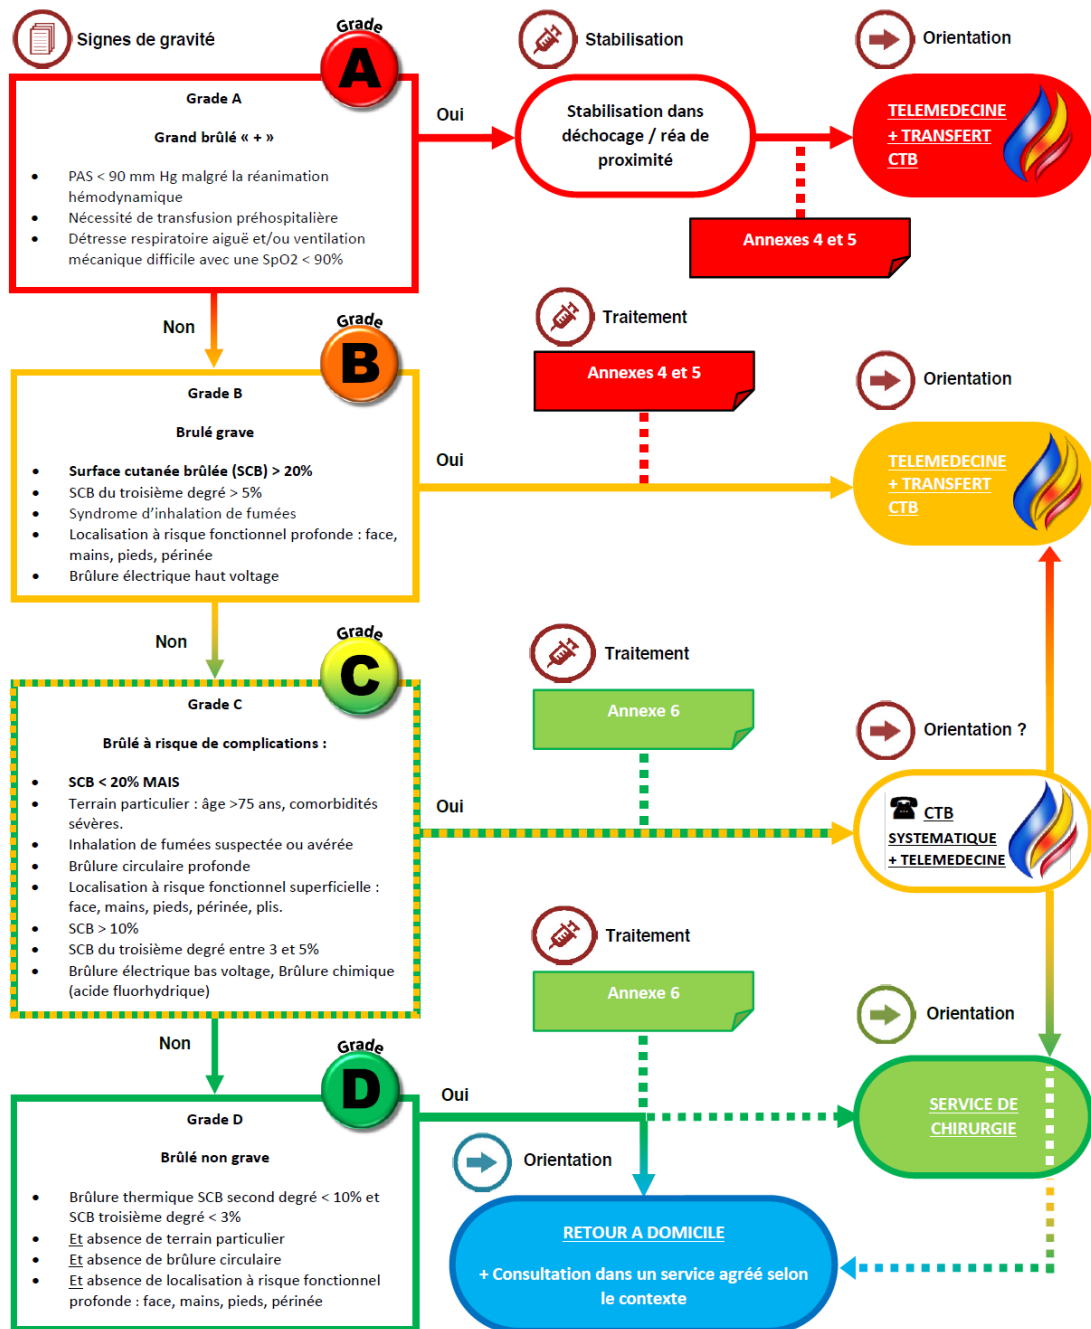 Signes de gravité
Grade
A
Stabilisation
Orientation
Grade A
Grand brûlé « + »
• PAS < 90 mm Hg malgré la réanimation
hémodynamique
• Nécessité de transfusion préhospitalière
• Détresse respiratoire aiguë et/ou ventilation
mécanique difficile avec une SpO2 < 90%
Oui
Stabilisation dans
déchocage / réa de
proximité
TELEMEDECINE
+ TRANSFERT
CTB
Annexes 4 et 5
Non
Grade
B
Traitement
Annexes 4 et 5
Orientation
Grade B
Brulé grave
• Surface cutanée brûlée (SCB) > 20%
• SCB du troisième degré > 5%
• Syndrome d’inhalation de fumées
• Localisation à risque fonctionnel profonde : face,
mains, pieds, périnée
• Brûlure électrique haut voltage
Oui
TELEMEDECINE
+ TRANSFERT
CTB
Non
Grade
C
Traitement
Annexe 6
Orientation ?
Grade C
Brûlé à risque de complications :
• SCB < 20% MAIS
• Terrain particulier : âge >75 ans, comorbidités
sévères.
• Inhalation de fumées suspectée ou avérée
• Brûlure circulaire profonde
• Localisation à risque fonctionnel superficielle :
face, mains, pieds, périnée, plis.
• SCB > 10%
• SCB du troisième degré entre 3 et 5%
• Brûlure électrique bas voltage, Brûlure chimique
(acide fluorhydrique)
Oui
☎ CTB
SYSTEMATIQUE
+ TELEMEDECINE
Non
Grade
D
Traitement
Annexe 6
Orientation
Grade D
Brûlé non grave
• Brûlure thermique SCB second degré < 10% et
SCB troisième degré < 3%
• Et absence de terrain particulier
• Et absence de brûlure circulaire
• Et absence de localisation à risque fonctionnel
profonde : face, mains, pieds, périnée
Oui
SERVICE DE
CHIRURGIE
Orientation
RETOUR A DOMICILE
+ Consultation dans un service agréé selon
le contexte